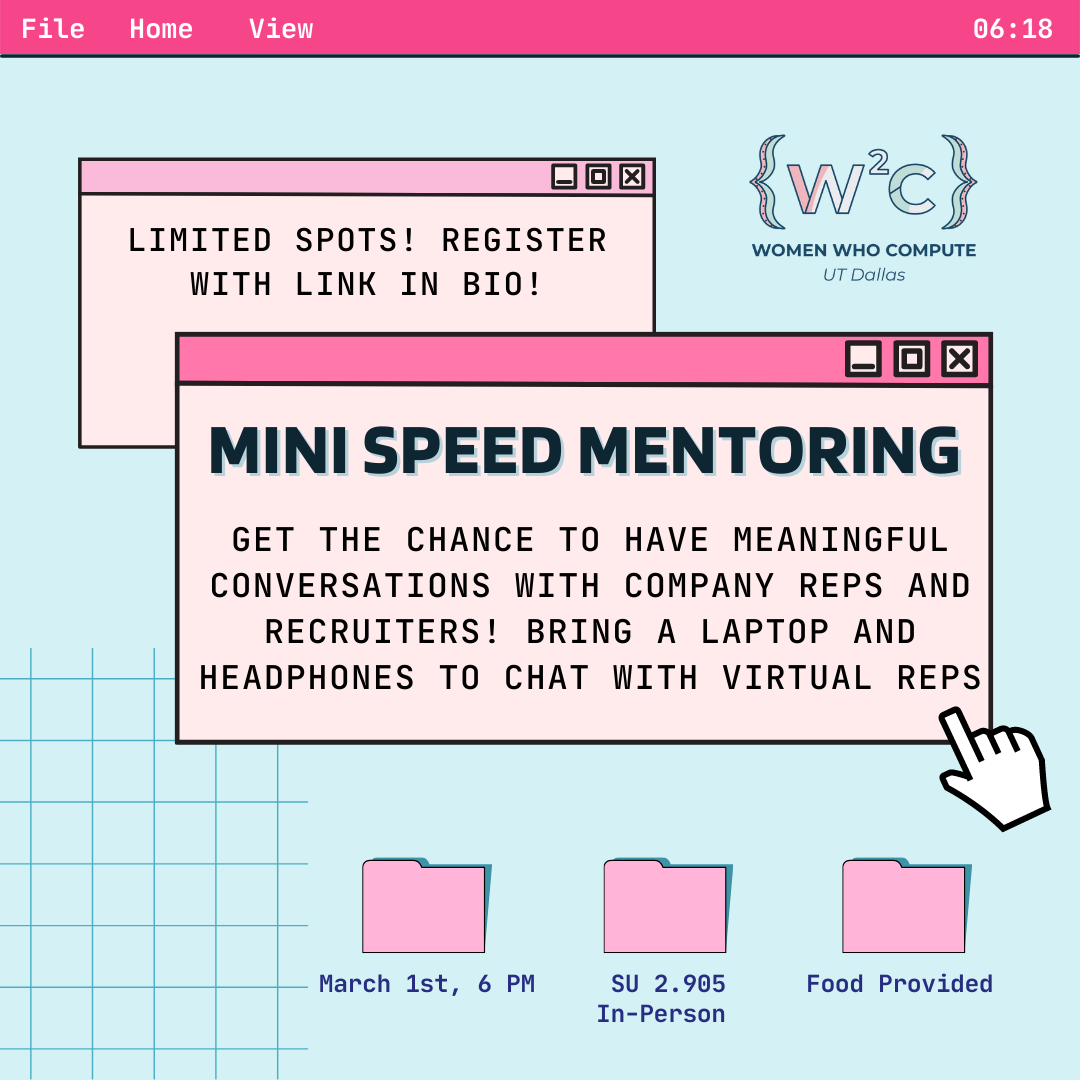 File Home View 06:18
{W²C}
WOMEN WHO COMPUTE
UT Dallas
LIMITED SPOTS! REGISTER
WITH LINK IN BIO!
MINI SPEED MENTORING
GET THE CHANCE TO HAVE MEANINGFUL
CONVERSATIONS WITH COMPANY REPS AND
RECRUITERS! BRING A LAPTOP AND
HEADPHONES TO CHAT WITH VIRTUAL REPS
March 1st, 6 PM
SU 2.905
In-Person
Food Provided